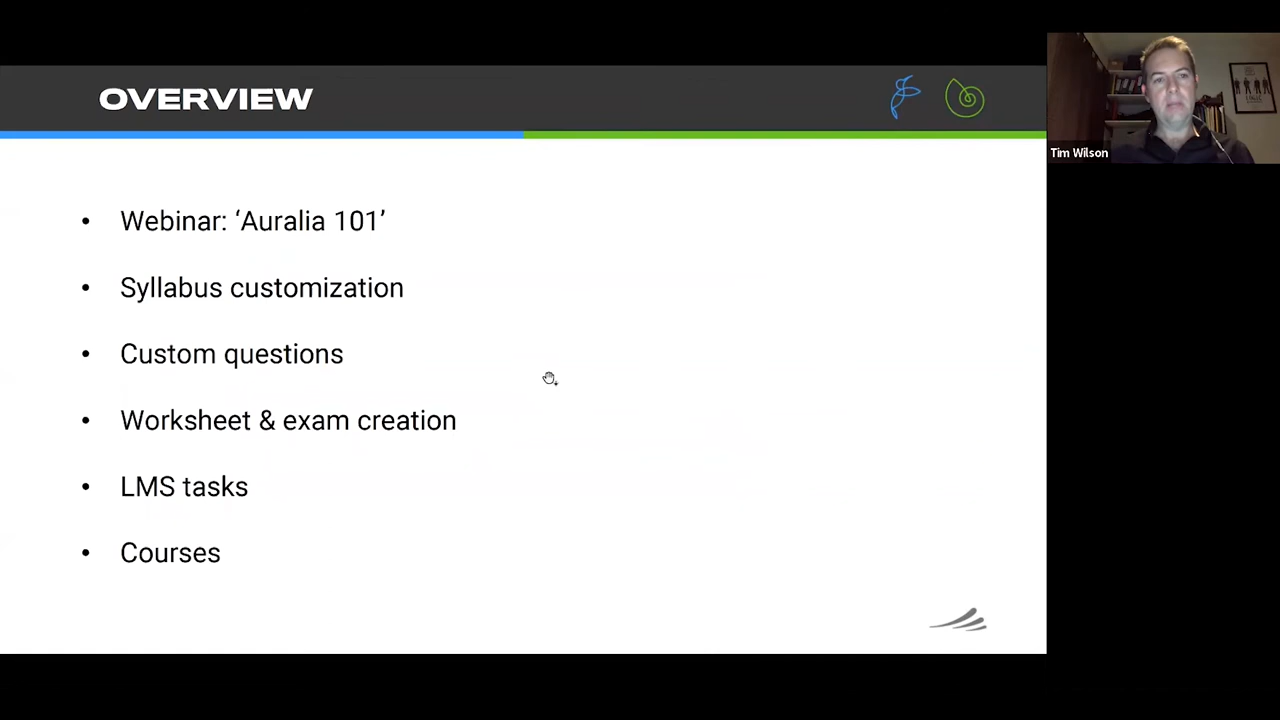 OVERVIEW
Tim Wilson
• Webinar: ‘Auralia 101’
• Syllabus customization
• Custom questions
• Worksheet & exam creation
• LMS tasks
• Courses